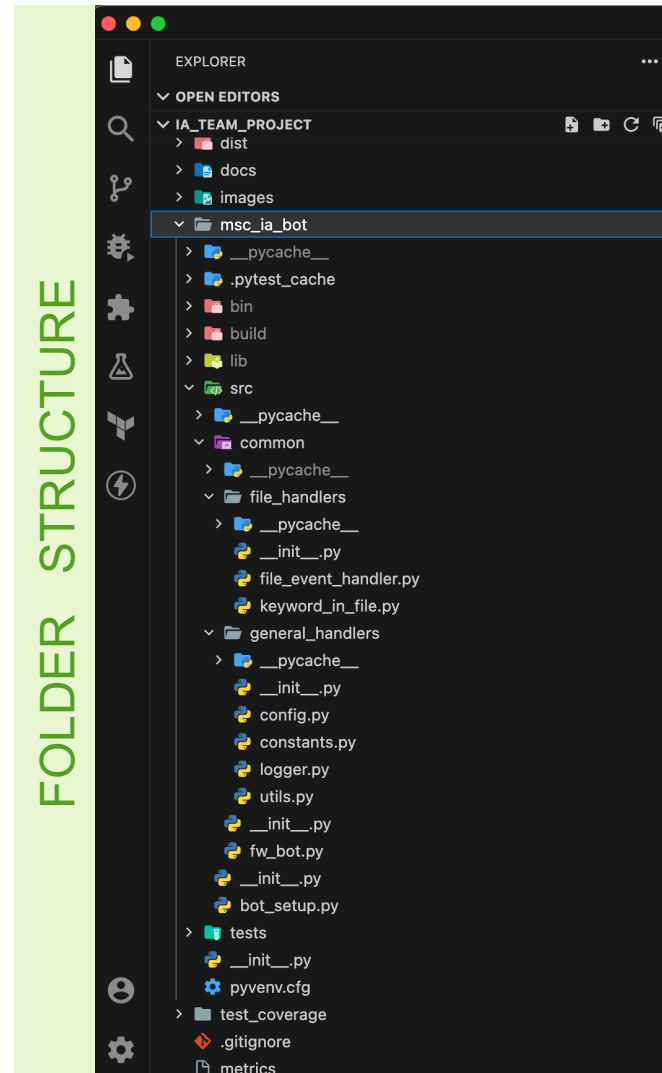 FOLDER STRUCTURE
EXPLORER
OPEN EDITORS
IA_TEAM_PROJECT
dist
docs
images
msc_ia_bot
__pycache__
.pytest_cache
bin
build
lib
src
__pycache__
common
__pycache__
file_handlers
__pycache__
__init__.py
file_event_handler.py
keyword_in_file.py
general_handlers
__pycache__
__init__.py
config.py
constants.py
logger.py
utils.py
__init__.py
fw_bot.py
__init__.py
bot_setup.py
tests
__init__.py
pyvenv.cfg
test_coverage
.gitignore
metrics